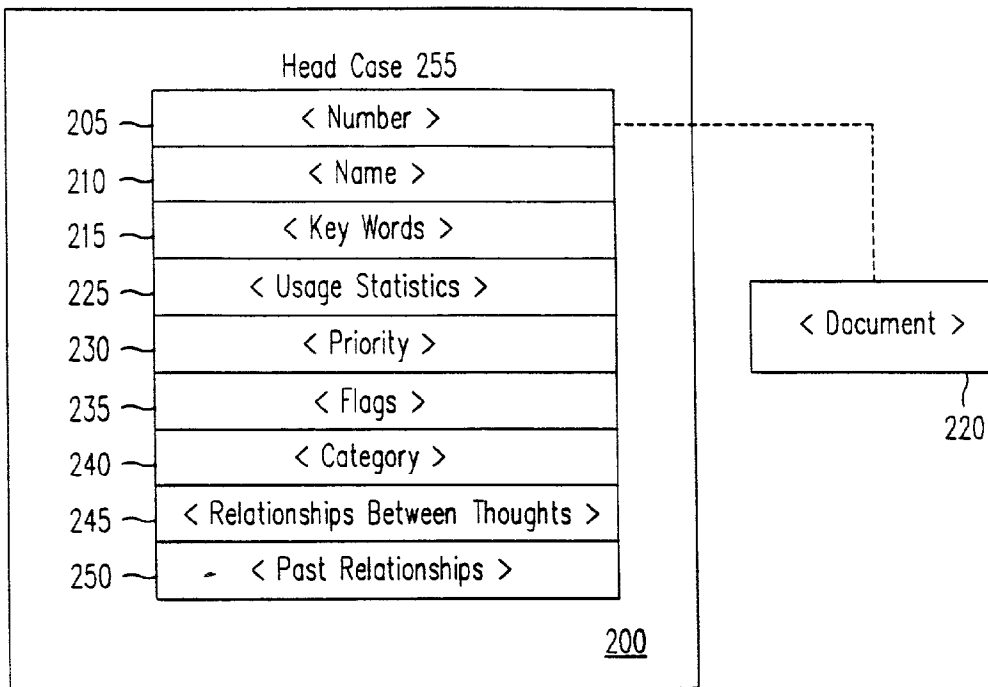 Head Case 255
205 < Number >
210 < Name >
215 < Key Words >
225 < Usage Statistics >
230 < Priority >
235 < Flags >
240 < Category >
245 < Relationships Between Thoughts >
250 < Past Relationships >
200
< Document >
220